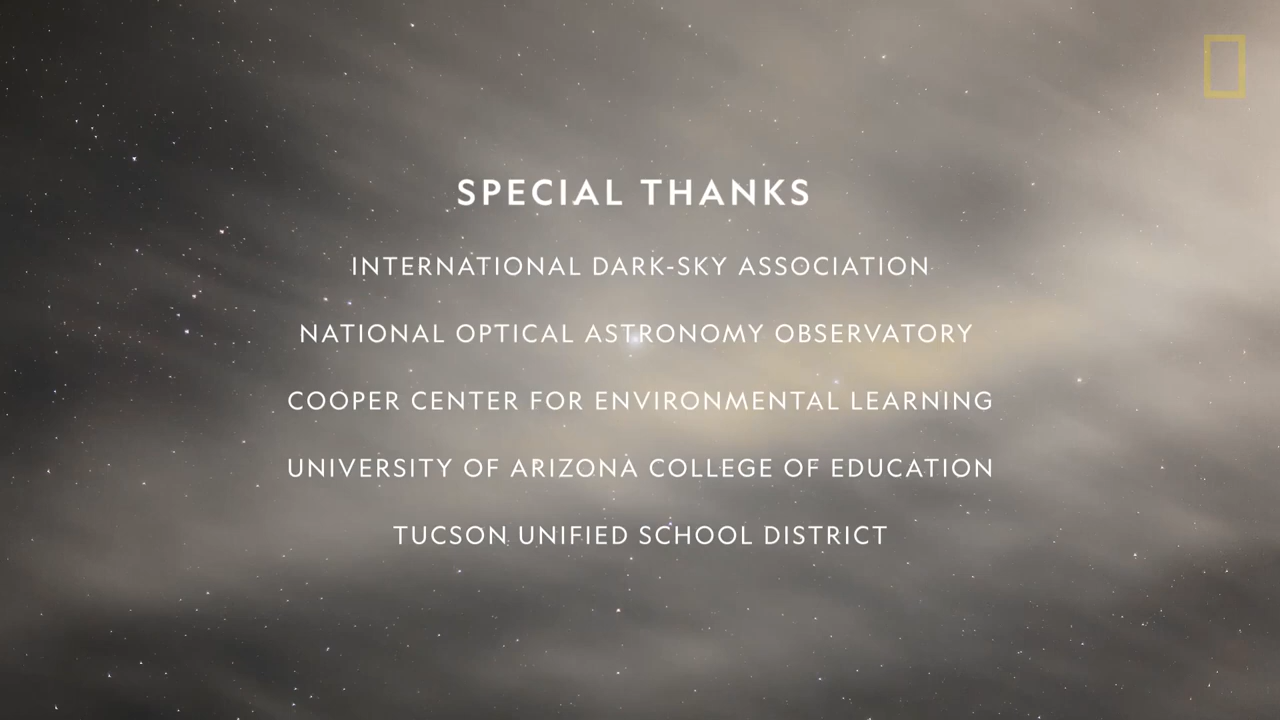 SPECIAL THANKS
INTERNATIONAL DARK-SKY ASSOCIATION
NATIONAL OPTICAL ASTRONOMY OBSERVATORY
COOPER CENTER FOR ENVIRONMENTAL LEARNING
UNIVERSITY OF ARIZONA COLLEGE OF EDUCATION
TUCSON UNIFIED SCHOOL DISTRICT